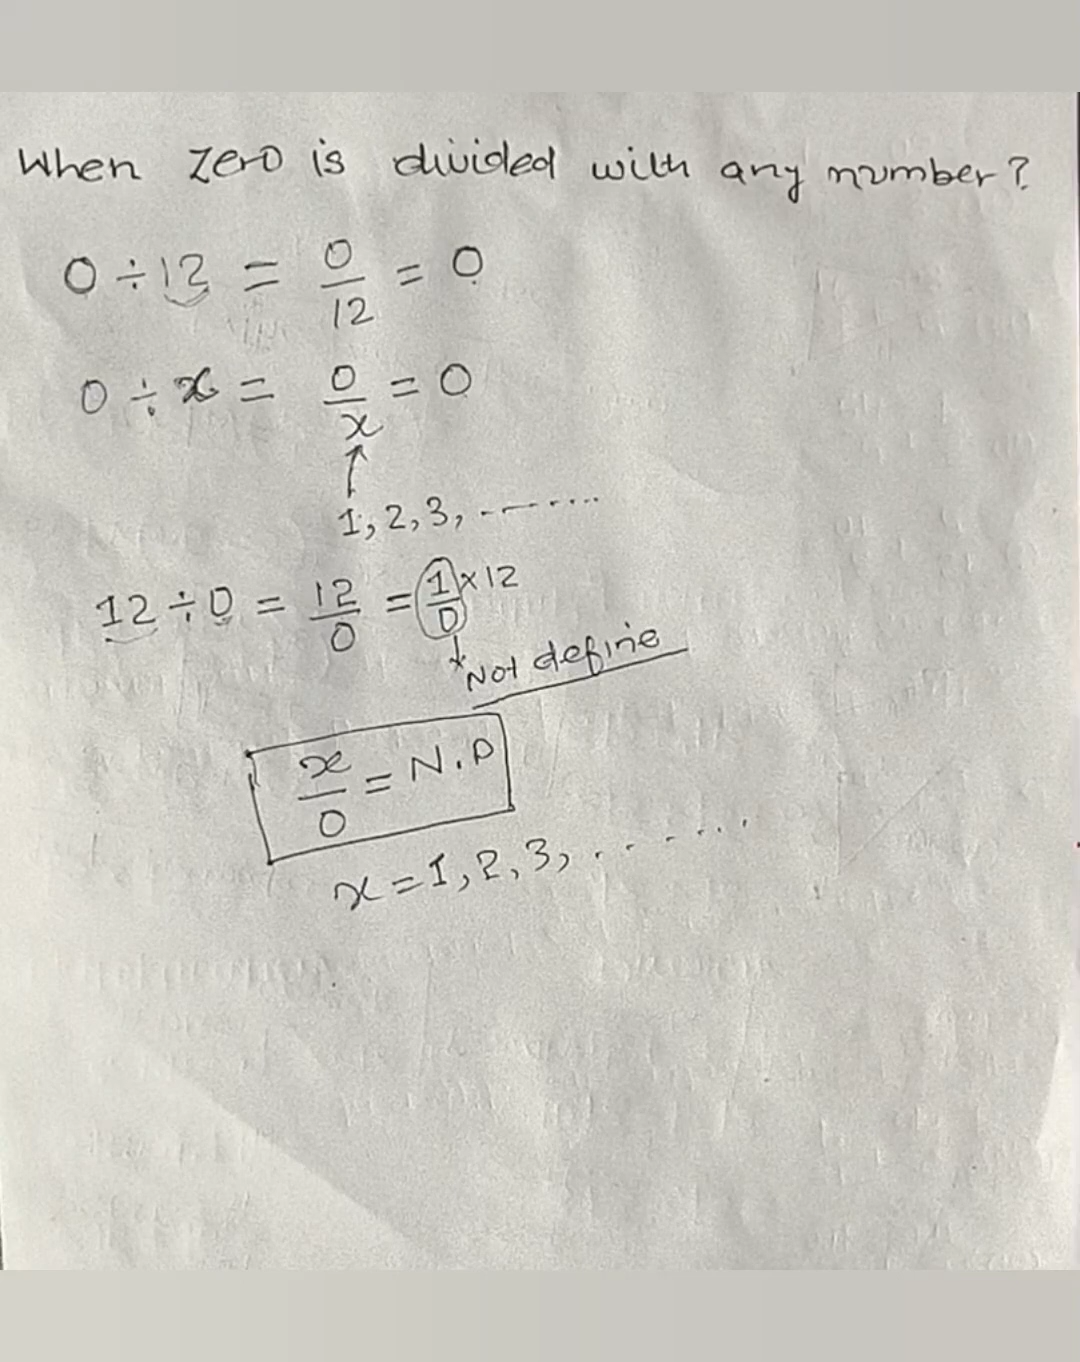 When zero is divided with any number?
0 ÷ 12 = 0/12 = 0
0 ÷ x = 0/x = 0
↑
1, 2, 3, --------
12 ÷ 0 = 12/0 = 1/0 × 12
Not define
x/0 = N.D
x = 1, 2, 3, .......